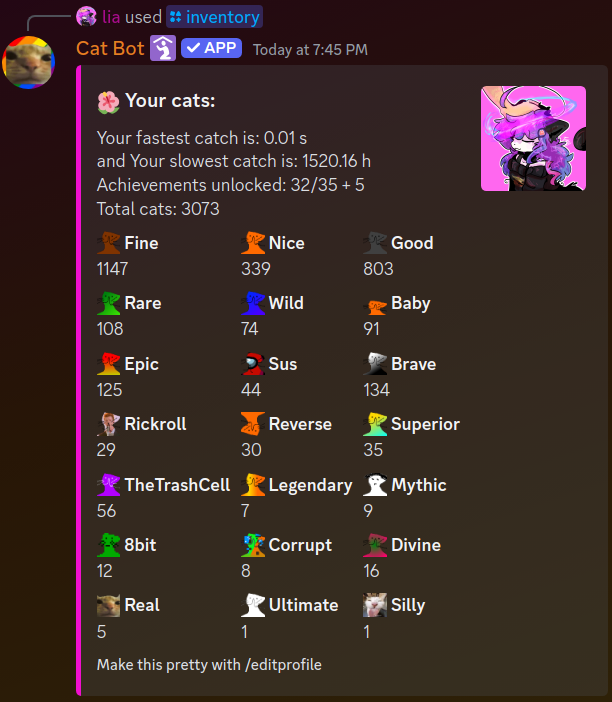 lia used inventory
Cat Bot APP Today at 7:45 PM
Your cats:
Your fastest catch is: 0.01 s
and Your slowest catch is: 1520.16 h
Achievements unlocked: 32/35 + 5
Total cats: 3073
Fine Nice Good
1147 339 803
Rare Wild Baby
108 74 91
Epic Sus Brave
125 44 134
Rickroll Reverse Superior
29 30 35
TheTrashCell Legendary Mythic
56 7 9
8bit Corrupt Divine
12 8 16
Real Ultimate Silly
5 1 1
Make this pretty with /editprofile